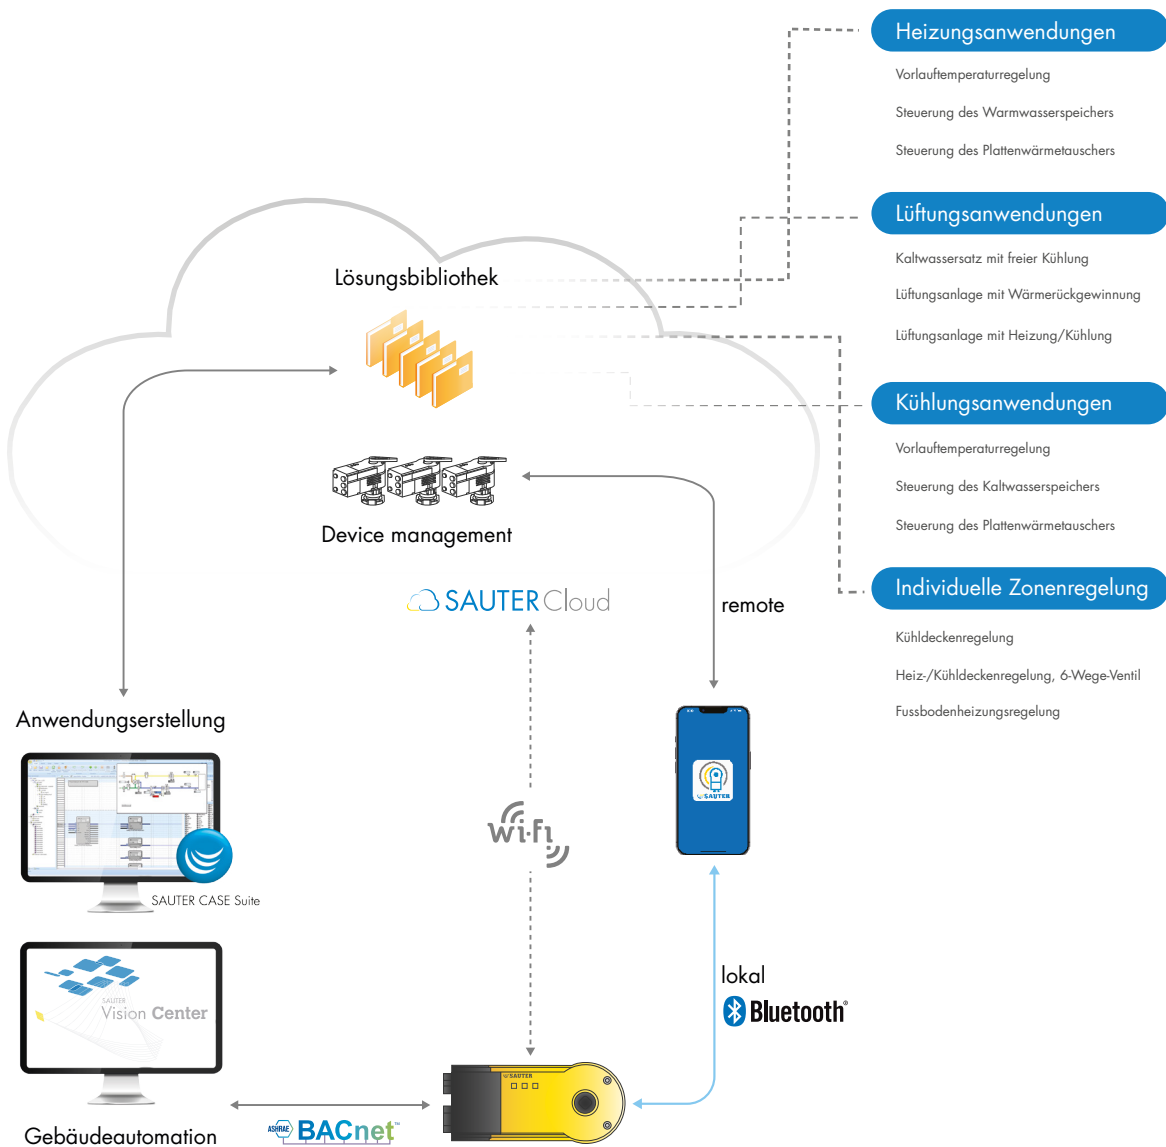 Heizungsanwendungen
Vorlauftemperaturregelung
Steuerung des Warmwasserspeichers
Steuerung des Plattenwärmetauschers
Lüftungsanwendungen
Kaltwassersatz mit freier Kühlung
Lüftungsanlage mit Wärmerückgewinnung
Lüftungsanlage mit Heizung/Kühlung
Kühlungsanwendungen
Vorlauftemperaturregelung
Steuerung des Kaltwasserspeichers
Steuerung des Plattenwärmetauschers
Individuelle Zonenregelung
Kühldeckenregelung
Heiz-/Kühldeckenregelung, 6-Wege-Ventil
Fussbodenheizungsregelung
Lösungsbibliothek
Device management
SAUTER Cloud
remote
Anwendungserstellung
SAUTER CASE Suite
SAUTER
Wi-Fi
SAUTER
Vision Center
lokal
Bluetooth®
SAUTER
Gebäudeautomation
ASHRAE BACnet™